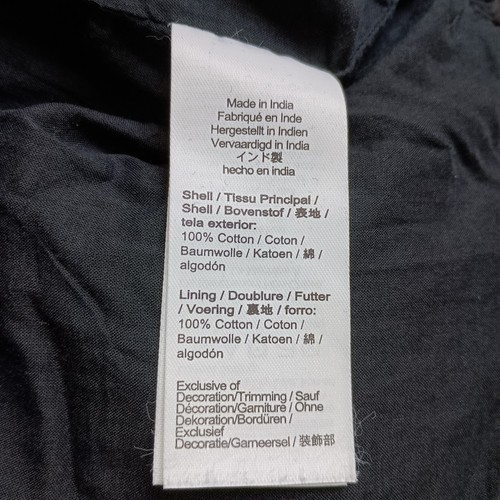 Made in India
Fabriqué en Inde
Hergestellt in Indien
Vervaardigd in India
インド製
hecho en india
Shell / Tissu Principal /
Shell / Bovenstof / 表地 /
tela exterior:
100% Cotton / Coton /
Baumwolle / Katoen / 綿 /
algodón
Lining / Doublure / Futter
/ Voering / 裏地 / forro:
100% Cotton / Coton /
Baumwolle / Katoen / 綿 /
algodón
Exclusive of
Decoration/Trimming / Sauf
Décoration/Garniture / Ohne
Dekoration/Bordüren /
Exclusief
Decoratie/Gameersel / 装飾部